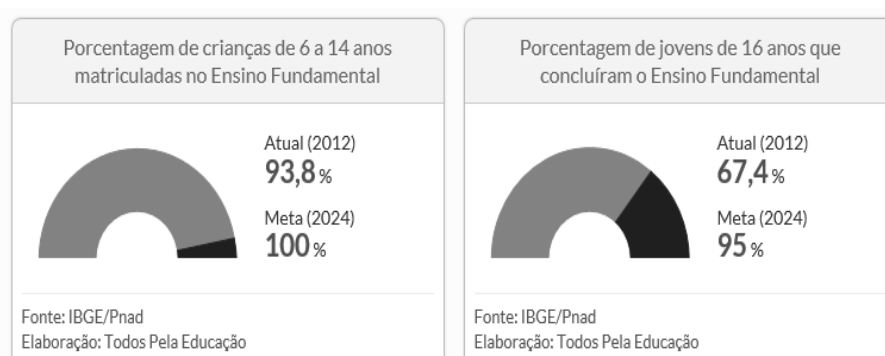 Porcentagem de crianças de 6 a 14 anos
matriculadas no Ensino Fundamental
Atual (2012)
93,8 %
Meta (2024)
100 %
Fonte: IBGE/Pnad
Elaboração: Todos Pela Educação
Porcentagem de jovens de 16 anos que
concluíram o Ensino Fundamental
Atual (2012)
67,4 %
Meta (2024)
95 %
Fonte: IBGE/Pnad
Elaboração: Todos Pela Educação